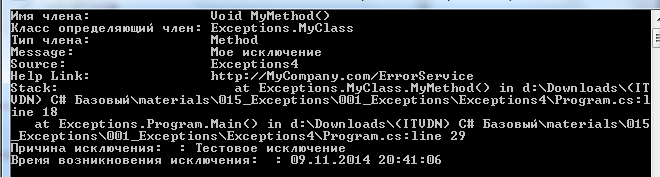 Имя члена: Void MyMethod()
Класс определяющий член: Exceptions.MyClass
Тип члена: Method
Message: Мое исключение
Source: Exceptions4
Help Link: http://MyCompany.com/ErrorService
Stack: at Exceptions.MyClass.MyMethod() in d:\Downloads\(IT
VDN) C# Базовый\materials\015_Exceptions\001_Exceptions\Exceptions4\Program.cs:l
ine 18
at Exceptions.Program.Main() in d:\Downloads\(ITVDN) C# Базовый\materials\015
_Exceptions\001_Exceptions\Exceptions4\Program.cs:line 29
Причина исключения: : Тестовое исключение
Время возникновения исключения: : 09.11.2014 20:41:06